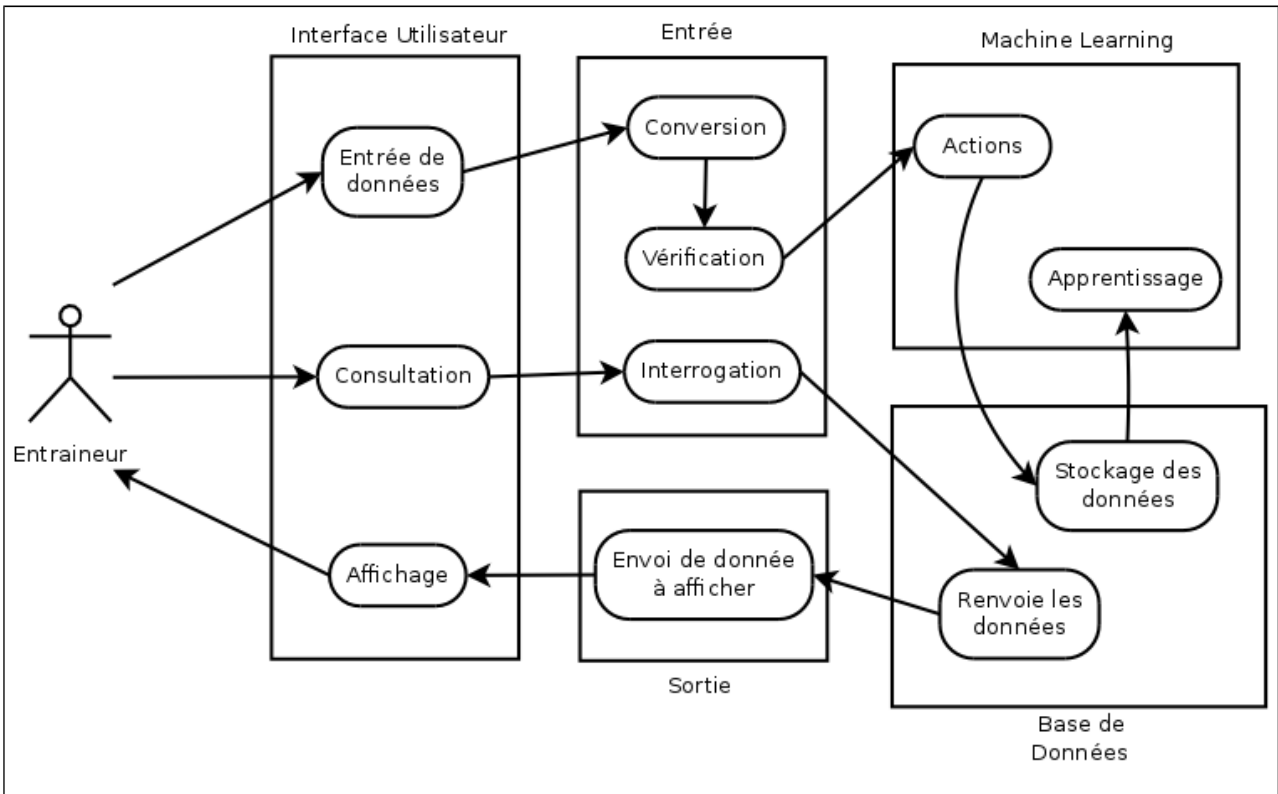 Interface Utilisateur
Entrée
Machine Learning
Entrée de
données
Conversion
Actions
Vérification
Apprentissage
Consultation
Interrogation
Entraineur
Stockage des
données
Affichage
Envoi de donnée
à afficher
Renvoie les
données
Sortie
Base de
Données